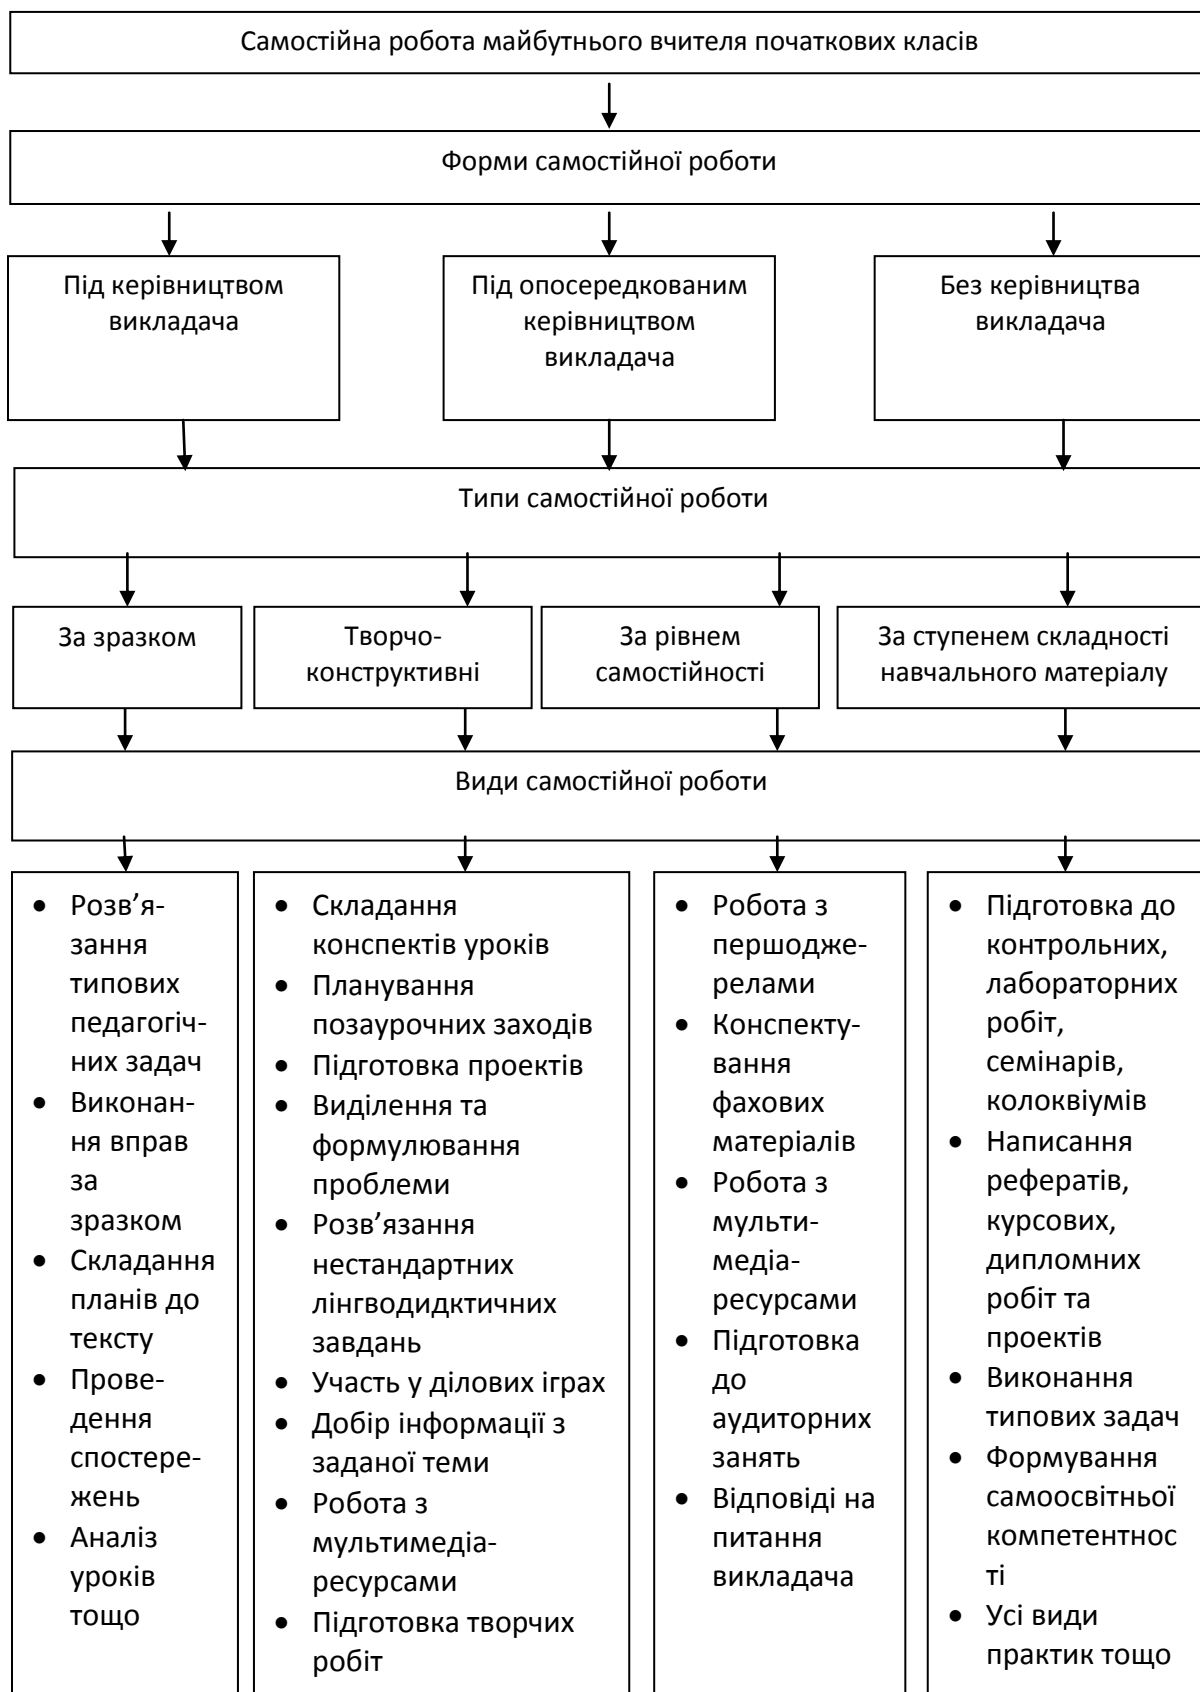 Самостійна робота майбутнього вчителя початкових класів
Форми самостійної роботи
Під керівництвом
викладача
Під опосередкованим
керівництвом
викладача
Без керівництва
викладача
Типи самостійної роботи
За зразком
Творчо-
конструктивні
За рівнем
самостійності
За ступенем складності
навчального матеріалу
Види самостійної роботи
• Розв’я-
зання
типових
педагогіч-
них задач
• Виконан-
ня вправ
за
зразком
• Складання
планів до
тексту
• Прове-
дення
спостере-
жень
• Аналіз
уроків
тощо
• Складання
конспектів уроків
• Планування
позаурочних заходів
• Підготовка проектів
• Виділення та
формулювання
проблеми
• Розв’язання
нестандартних
лінгводидктичних
завдань
• Участь у ділових іграх
• Добір інформації з
заданої теми
• Робота з
мультимедіа-
ресурсами
• Підготовка творчих
робіт
• Робота з
першодже-
релами
• Конспекту-
вання
фахових
матеріалів
• Робота з
мульти-
медіа-
ресурсами
• Підготовка
до
аудиторних
занять
• Відповіді на
питання
викладача
• Підготовка до
контрольних,
лабораторних
робіт,
семінарів,
колоквіумів
• Написання
рефератів,
курсових,
дипломних
робіт та
проектів
• Виконання
типових задач
• Формування
самоосвітньої
компетентнос
ті
• Усі види
практик тощо